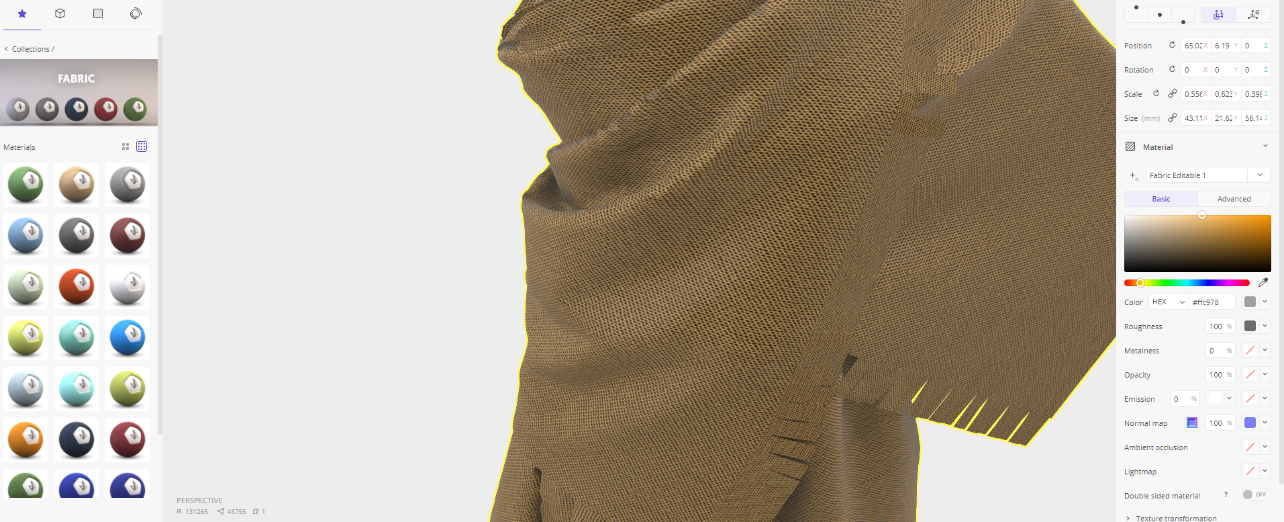 Collections /
FABRIC
Materials
PERSPECTIVE
131265 43755 1
Position 65.02 X 6.19 Y 0 Z
Rotation 0 X 0 Y 0 Z
Scale 0.556 X 0.625 Y 0.398 Z
Size (mm) 43.11 X 21.62 Y 56.14 Z
Material
Fabric Editable 1
Basic Advanced
Color HEX #ffc978
Roughness 100 %
Metalness 0 %
Opacity 100 %
Emission 0 %
Normal map 100 %
Ambient occlusion
Lightmap
Double sided material ? OFF
Texture transformation